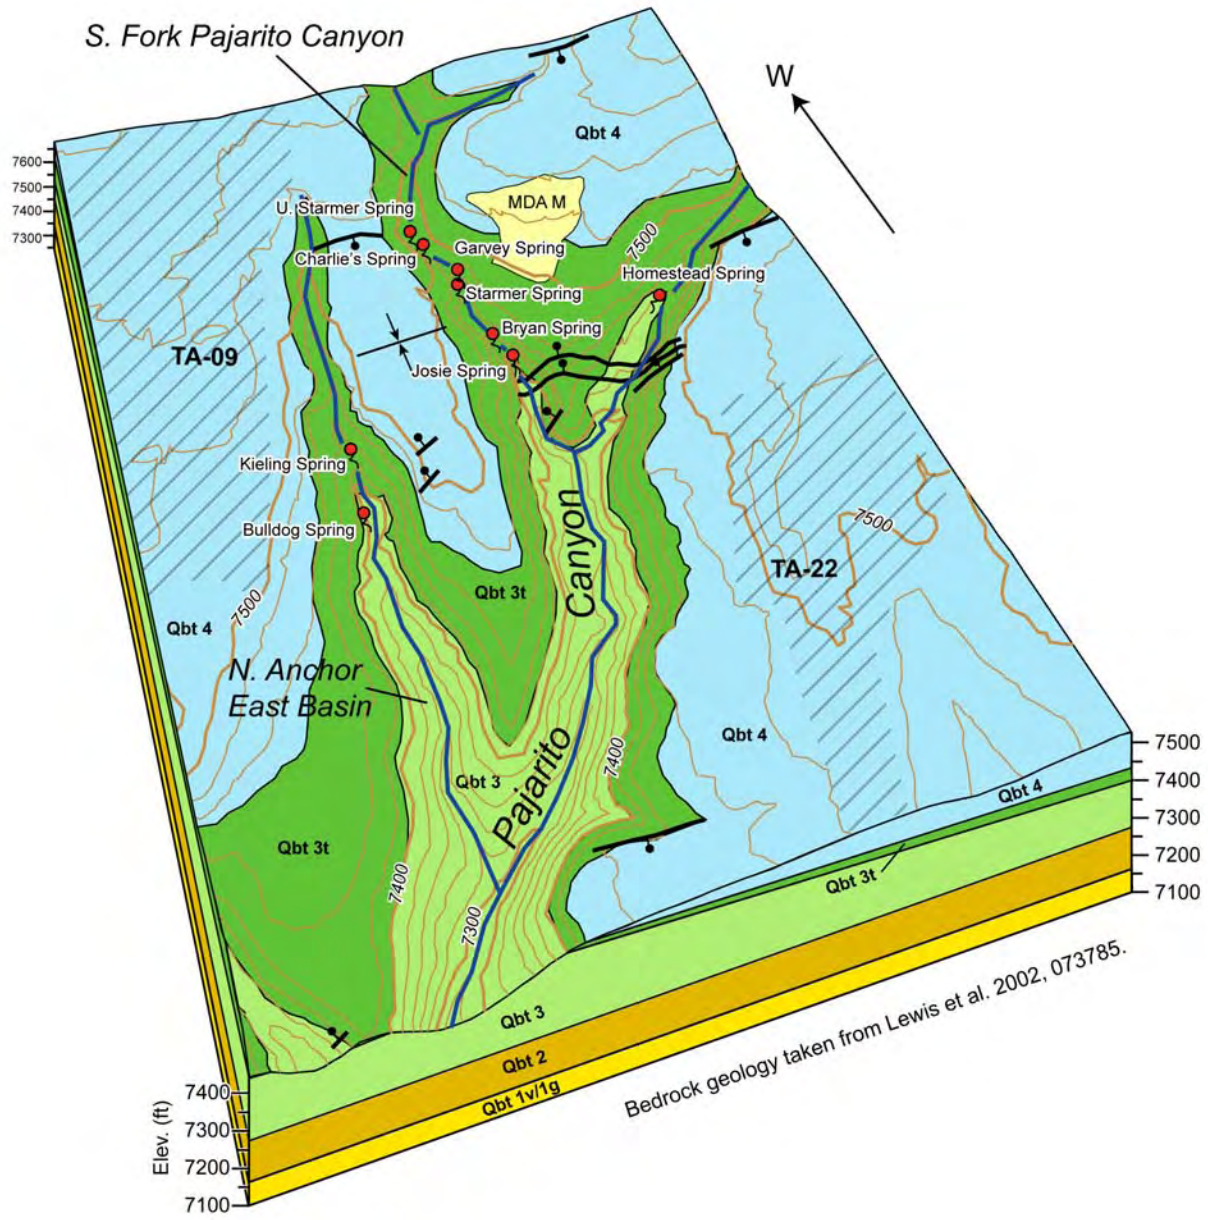 S. Fork Pajarito Canyon
W
Qbt 4
7600
7500
7400
7300
MDA M
U. Starmer Spring
7500
Garvey Spring
Charlie's Spring
Homestead Spring
Starmer Spring
Bryan Spring
TA-09
Josie Spring
Kieling Spring
7500
Bulldog Spring
Canyon
TA-22
Qbt 3t
7500
Qbt 4
N. Anchor
East Basin
Qbt 4
7500
7400
Qbt 3
Pajarito
7400
Qbt 4
7300
Qbt 3t
7200
Qbt 3t
7100
7400
7300
Qbt 3
Bedrock geology taken from Lewis et al. 2002, 073785.
Qbt 2
Qbt 1v/1g
Elev. (ft)
7400
7300
7200
7100